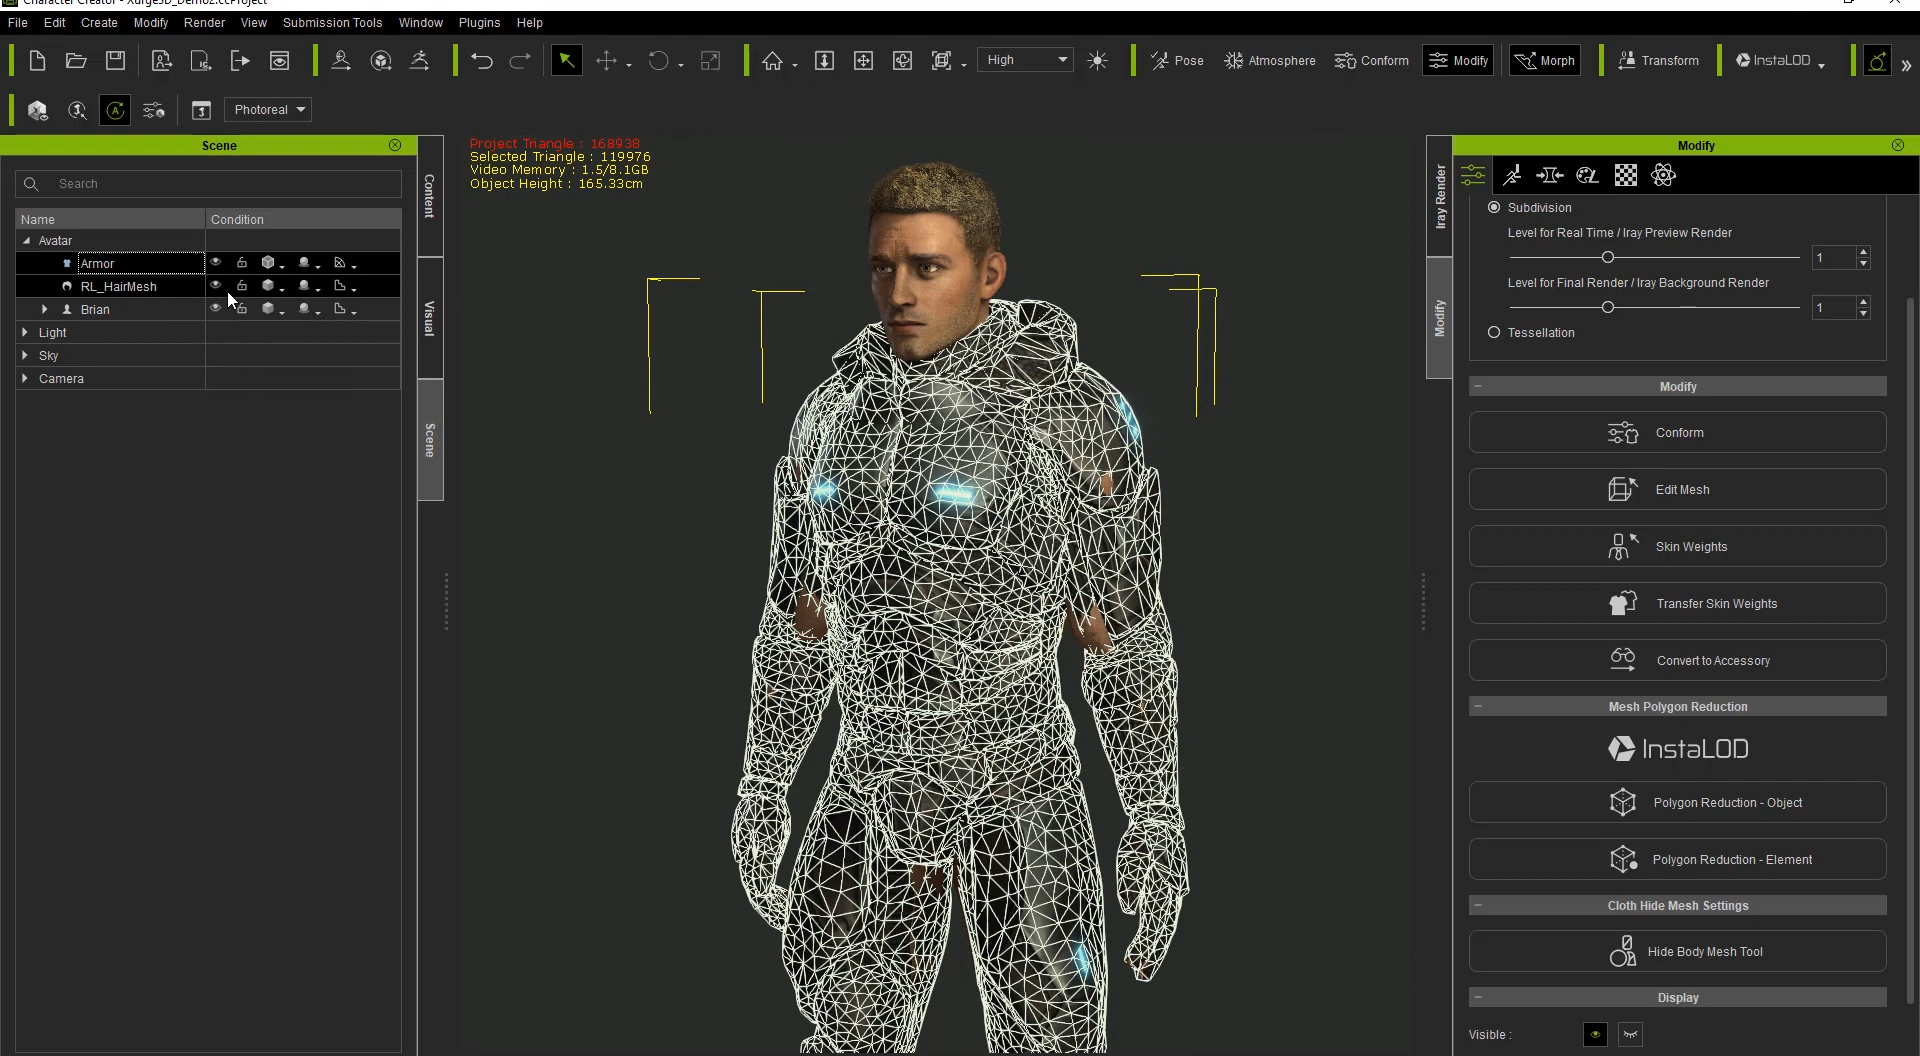 Character Creator - Xurge3D_Demo2.ccProject
File Edit Create Modify Render View Submission Tools Window Plugins Help
High
Pose
Atmosphere
Conform
Modify
Morph
Transform
InstaLOD
Photoreal
Scene
Search
Name Condition
Avatar
Armor
RL_HairMesh
Brian
Light
Sky
Camera
Content
Visual
Scene
Project Triangle : 168938
Selected Triangle : 119976
Video Memory : 1.5/8.1GB
Object Height : 165.33cm
Iray Render
Modify
Modify
Subdivision
Level for Real Time / Iray Preview Render
1
Level for Final Render / Iray Background Render
1
Tessellation
Modify
Conform
Edit Mesh
Skin Weights
Transfer Skin Weights
Convert to Accessory
Mesh Polygon Reduction
InstaLOD
Polygon Reduction - Object
Polygon Reduction - Element
Cloth Hide Mesh Settings
Hide Body Mesh Tool
Display
Visible :